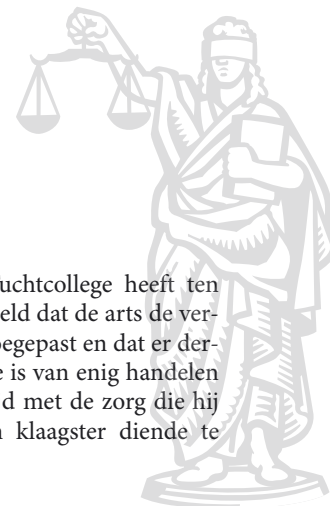 uchtcollege heeft ten
eld dat de arts de ver-
oegepast en dat er der-
e is van enig handelen
d met de zorg die hij
klaagster diende te